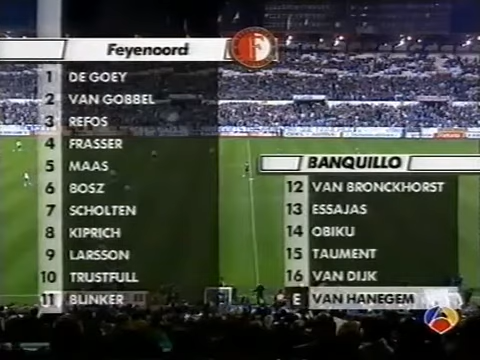 Feyenoord
1 DE GOEY
2 VAN GOBBEL
3 REFOS
4 FRASSER
5 MAAS
6 BOSZ
7 SCHOLTEN
8 KIPRICH
9 LARSSON
10 TRUSTFULL
11 BLINKER
BANQUILLO
12 VAN BRONCKHORST
13 ESSAJAS
14 OBIKU
15 TAUMENT
16 VAN DIJK
E VAN HANEGEM